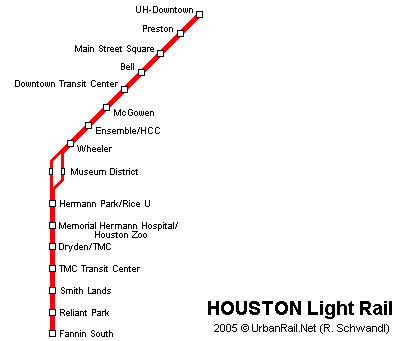 UH-Downtown
Preston
Main Street Square
Bell
Downtown Transit Center
McGowen
Ensemble/HCC
Wheeler
Museum District
Hermann Park/Rice U
Memorial Hermann Hospital/
Houston Zoo
Dryden/TMC
TMC Transit Center
Smith Lands
Reliant Park
Fannin South
HOUSTON Light Rail
2005 © UrbanRail.Net (R. Schwandl)